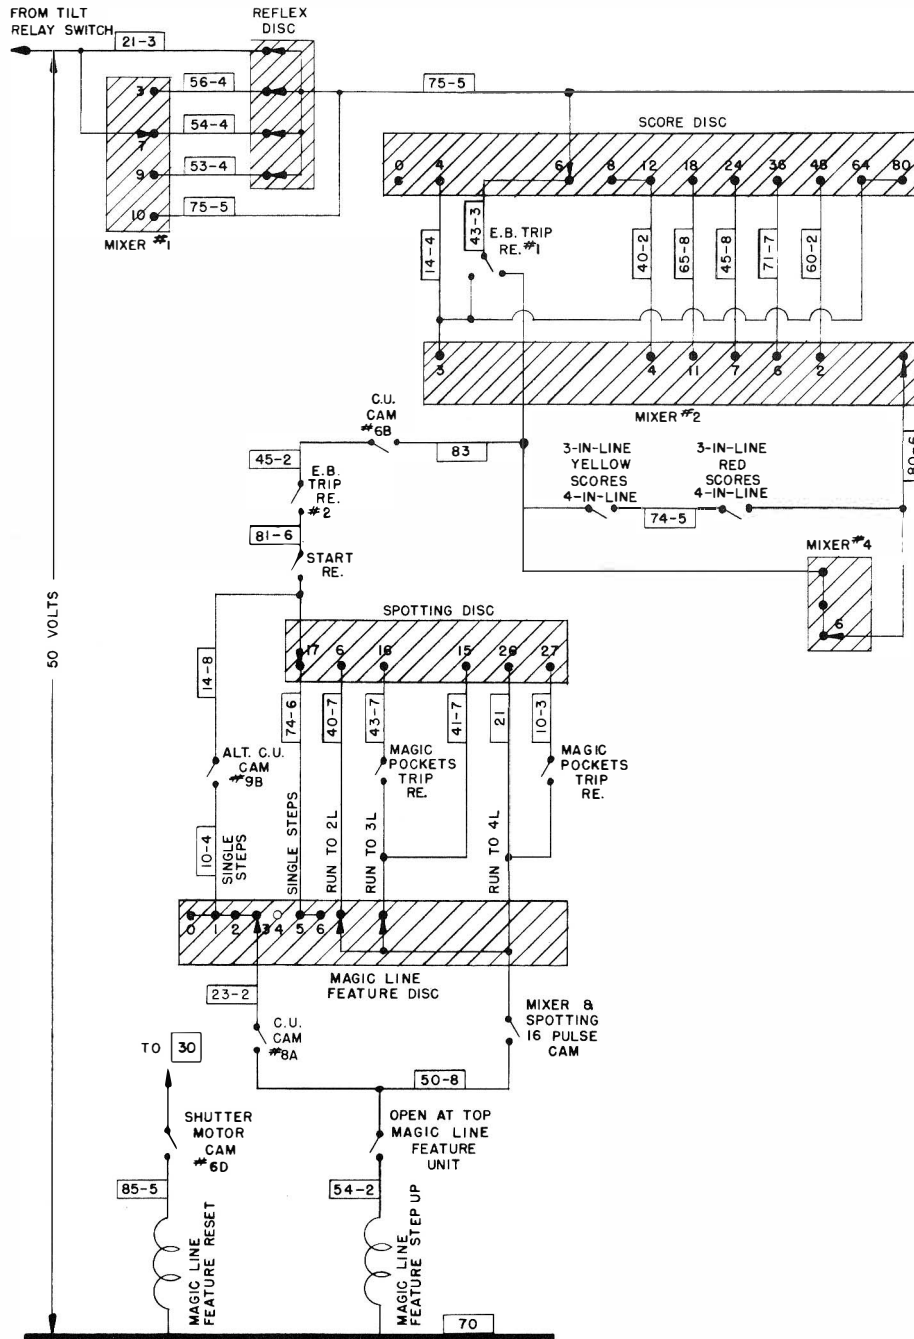 FROM TILT
RELAY SWITCH
21-3
REFLEX
DISC
3
56-4
75-5
7
54-4
9
53-4
10
75-5
MIXER #1
SCORE DISC
0 4 6 8 12 18 24 36 48 64 80
43-3
E.B. TRIP
RE. #1
14-4
40-2
65-8
45-8
71-7
60-2
3 4 11 7 6 2
MIXER #2
C.U.
CAM
#6B
83
45-2
E.B.
TRIP
RE.
#2
81-6
START
RE.
3-IN-LINE
YELLOW
SCORES
4-IN-LINE
74-5
3-IN-LINE
RED
SCORES
4-IN-LINE
80-6
MIXER #4
6
50 VOLTS
SPOTTING DISC
17 6 16 15 26 27
14-8
74-6
40-7
43-7
41-7
21
10-3
ALT. C.U.
CAM
#9B
MAGIC
POCKETS
TRIP
RE.
MAGIC
POCKETS
TRIP
RE.
10-4
SINGLE
STEPS
SINGLE STEPS
RUN TO 2L
RUN TO 3L
RUN TO 4L
0 1 2 3 4 5 6
MAGIC LINE
FEATURE DISC
23-2
C.U.
CAM
#8A
MIXER &
SPOTTING
16 PULSE
CAM
50-8
TO 30
SHUTTER
MOTOR
CAM
#6D
OPEN AT TOP
MAGIC LINE
FEATURE
UNIT
85-5
54-2
MAGIC LINE
FEATURE RESET
MAGIC LINE
FEATURE STEP UP
70